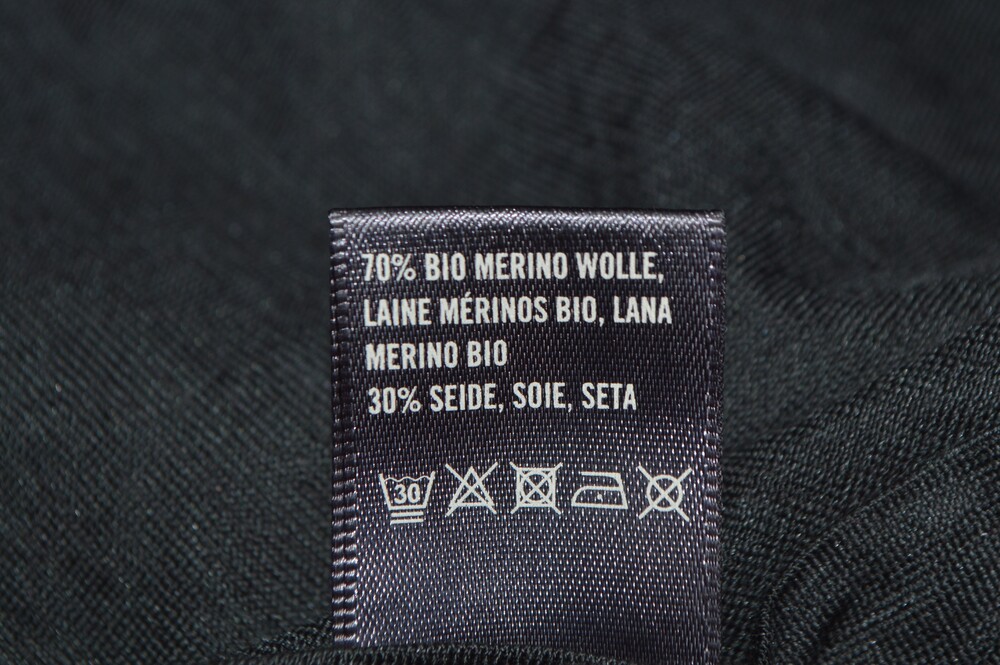 70% BIO MERINO WOLLE,
LAINE MÉRINOS BIO, LANA
MERINO BIO
30% SEIDE, SOIE, SETA
30